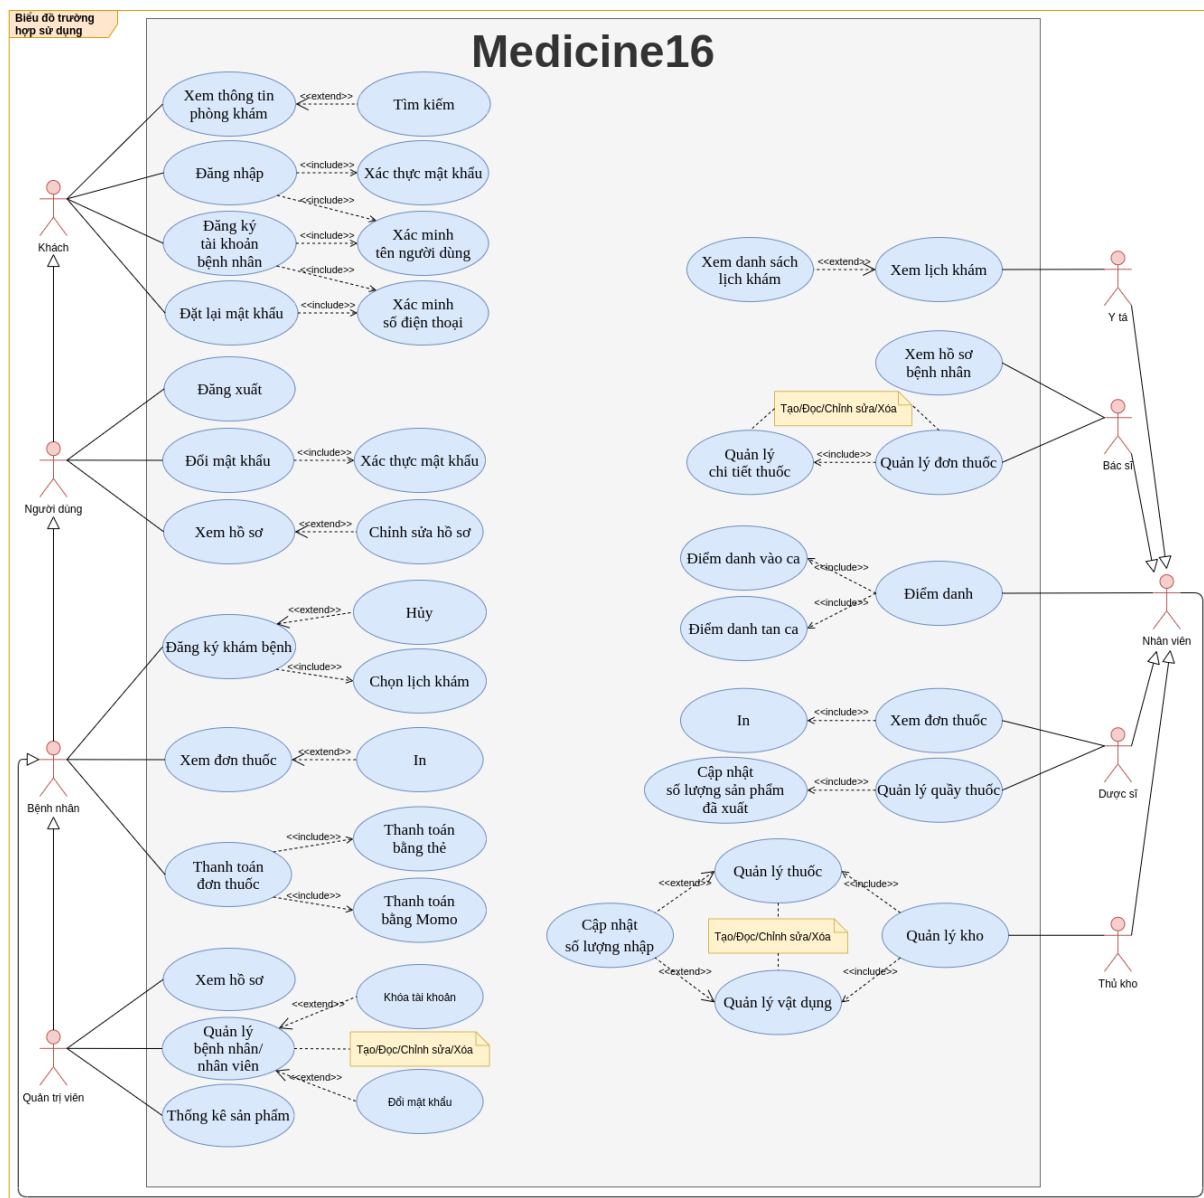 Biểu đồ trường
hợp sử dụng
Medicine16
Xem thông tin
phòng khám
<<extend>>
Tìm kiếm
Đăng nhập
<<include>>
Xác thực mật khẩu
<<include>>
Khách
Đăng ký
tài khoản
bệnh nhân
<<include>>
Xác minh
tên người dùng
<<include>>
Đặt lại mật khẩu
<<include>>
Xác minh
số điện thoại
Đăng xuất
Người dùng
Đổi mật khẩu
<<include>>
Xác thực mật khẩu
Xem hồ sơ
<<extend>>
Chỉnh sửa hồ sơ
Đăng ký khám bệnh
<<extend>>
Hủy
<<include>>
Chọn lịch khám
Bệnh nhân
Xem đơn thuốc
<<extend>>
In
Thanh toán
đơn thuốc
<<include>>
Thanh toán
bằng thẻ
<<include>>
Thanh toán
bằng Momo
Xem hồ sơ
Quản trị viên
Quản lý
bệnh nhân/
nhân viên
<<extend>>
Khóa tài khoản
Tạo/Đọc/Chỉnh sửa/Xóa
<<extend>>
Đổi mật khẩu
Thống kê sản phẩm
Xem danh sách
lịch khám
<<extend>>
Xem lịch khám
Y tá
Xem hồ sơ
bệnh nhân
Tạo/Đọc/Chỉnh sửa/Xóa
Quản lý
chi tiết thuốc
<<include>>
Quản lý đơn thuốc
Bác sĩ
Điểm danh vào ca
<<include>>
Điểm danh
<<include>>
Điểm danh tan ca
Nhân viên
In
<<include>>
Xem đơn thuốc
Cập nhật
số lượng sản phẩm
đã xuất
<<include>>
Quản lý quầy thuốc
Dược sĩ
Quản lý thuốc
<<extend>>
<<include>>
Cập nhật
số lượng nhập
Tạo/Đọc/Chỉnh sửa/Xóa
Quản lý kho
<<extend>>
<<include>>
Quản lý vật dụng
Thủ kho